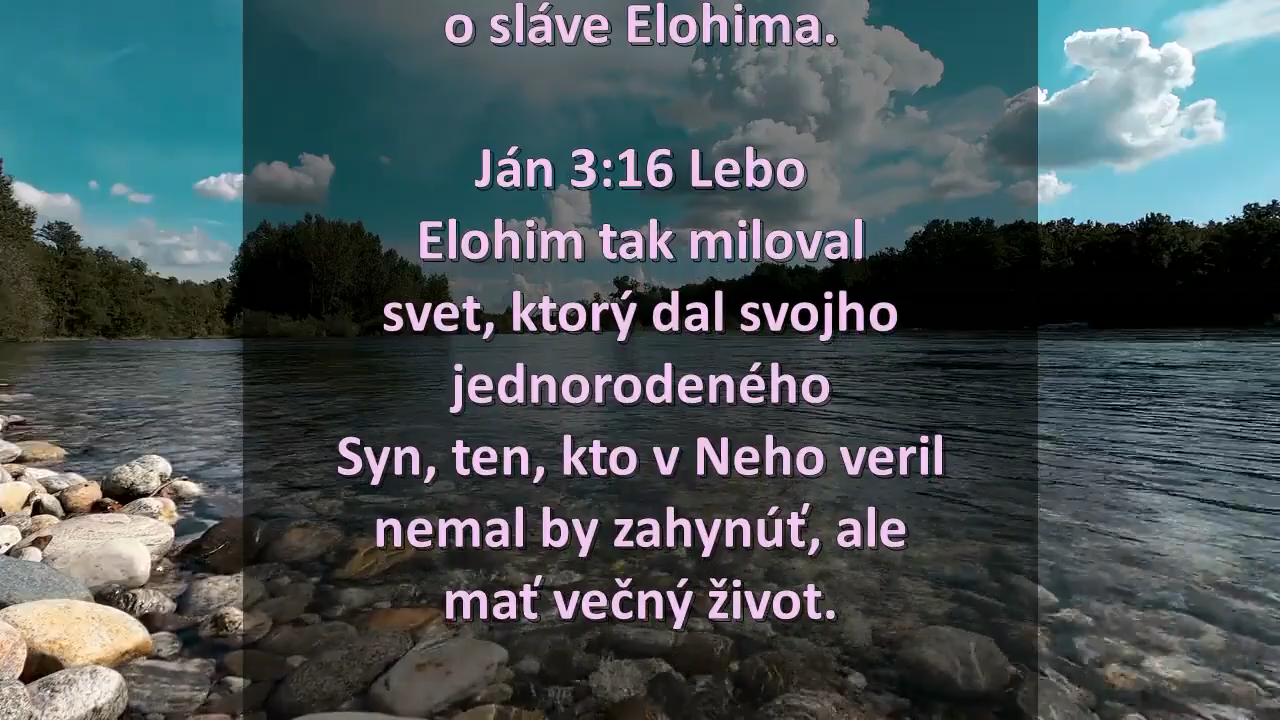 o sláve Elohima.
Ján 3:16 Lebo
Elohim tak miloval
svet, ktorý dal svojho
jednorodeného
Syn, ten, kto v Neho veril
nemal by zahynúť, ale
mať večný život.